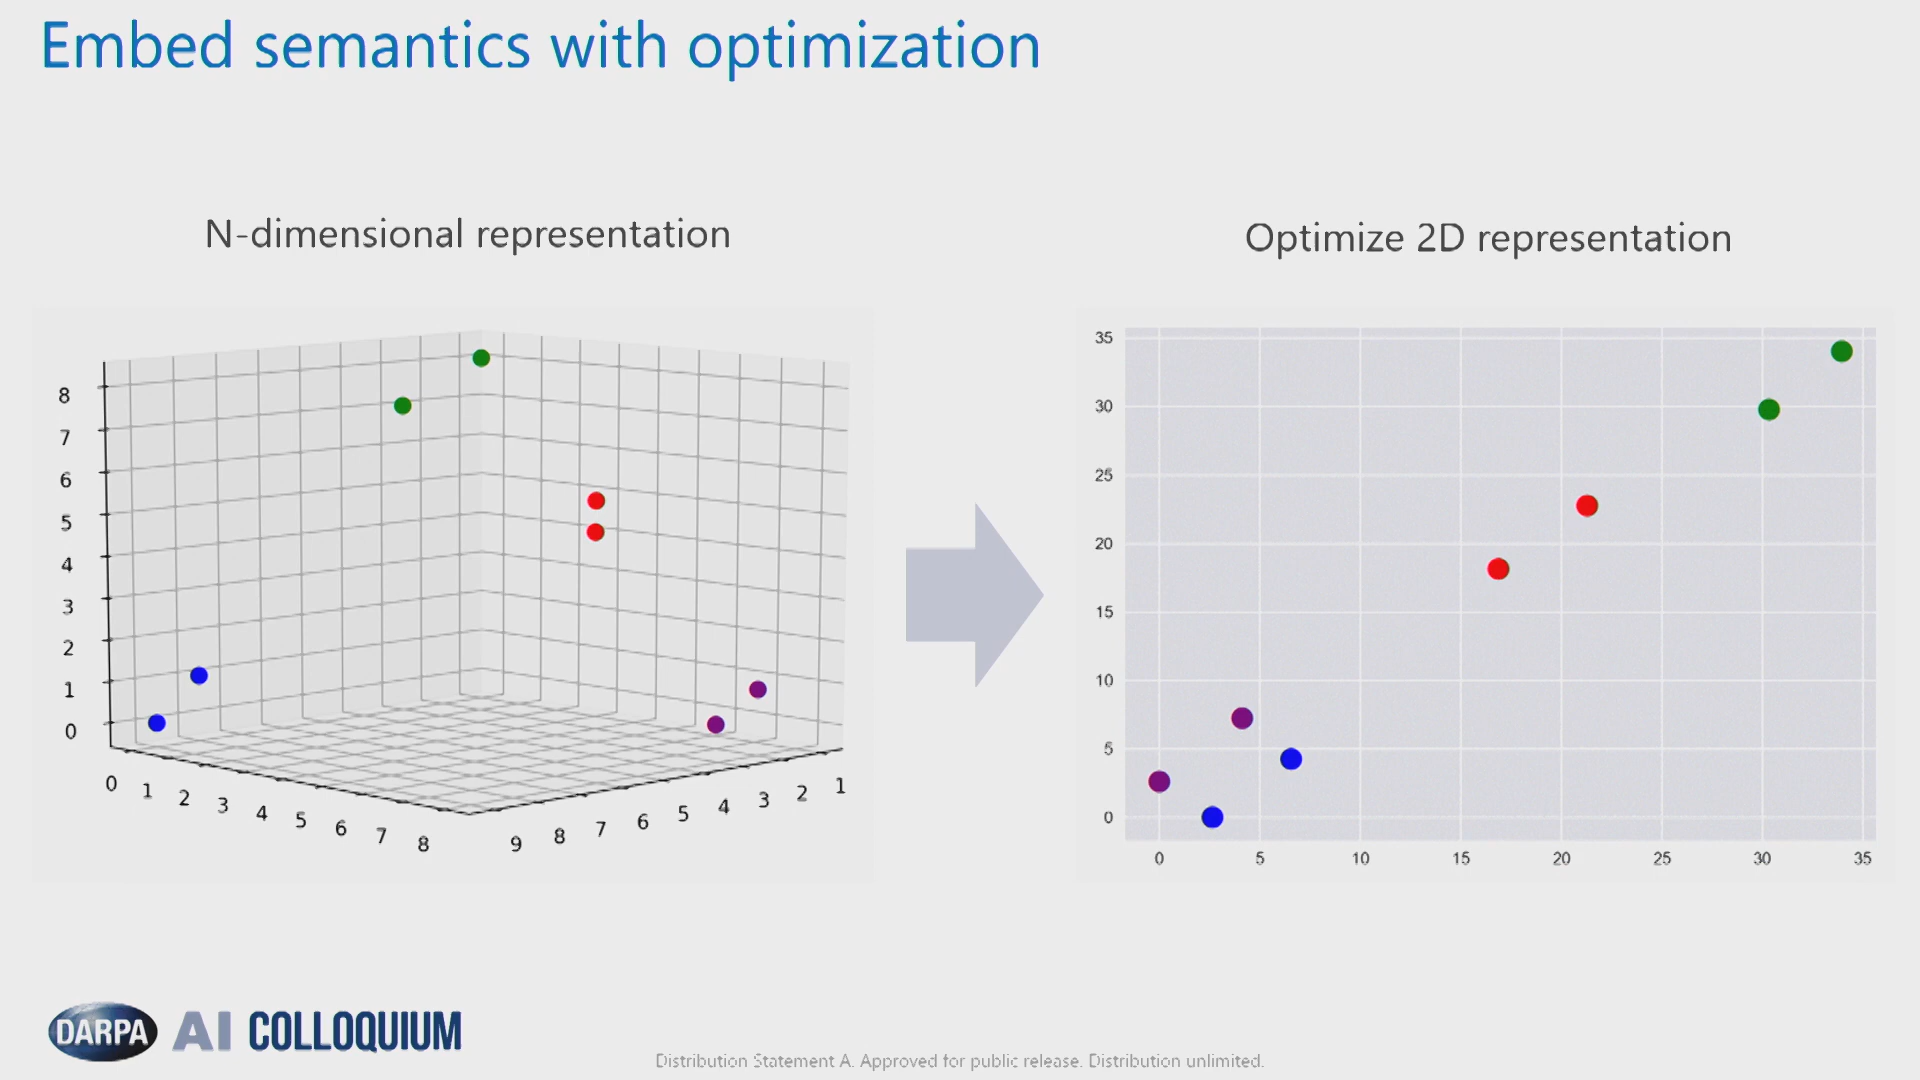 Embed semantics with optimization
N-dimensional representation
Optimize 2D representation
8
7
6
5
4
3
2
1
0
0 1 2 3 4 5 6 7 8
9 8 7 6 5 4 3 2 1
35
30
25
20
15
10
5
0
0 5 10 15 20 25 30 35
DARPA AI COLLOQUIUM
Distribution Statement A. Approved for public release. Distribution unlimited.